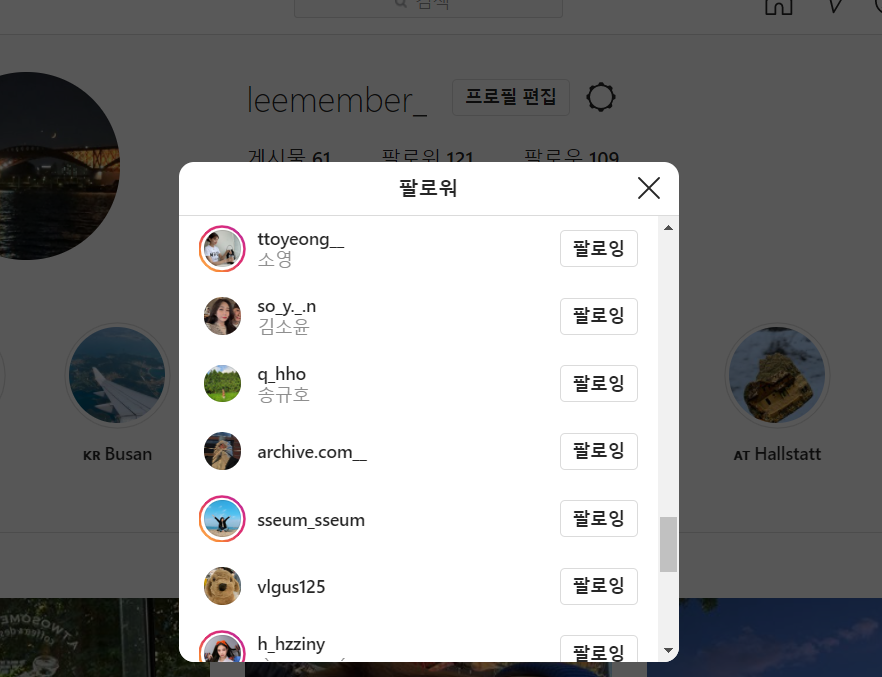 검색
leemember_ 프로필 편집
게시물 61 팔로워 121 팔로우 109
팔로워
ttoyeong__
소영
팔로잉
so_y._.n
김소윤
팔로잉
q_hho
송규호
팔로잉
archive.com__
팔로잉
sseum_sseum
팔로잉
vlgus125
팔로잉
h_hzziny
팔로잉
KR Busan
AT Hallstatt
A TWOSOME